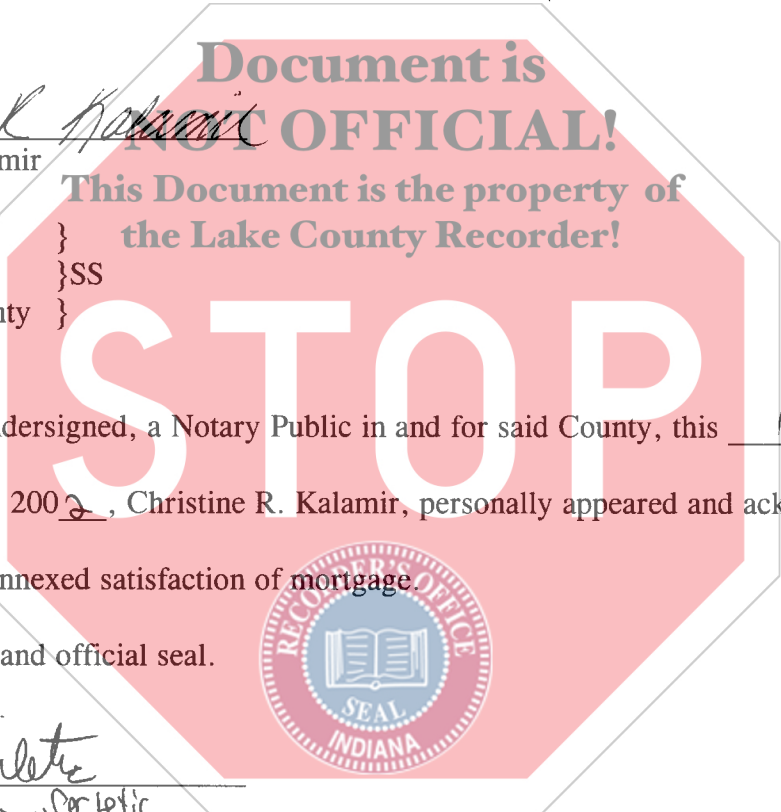 Document is
R Kalamir
NOT OFFICIAL!
mir
This Document is the property of
}
the Lake County Recorder!
}SS
nty }
STOP
dersigned, a Notary Public in and for said County, this
2002, Christine R. Kalamir, personally appeared and ack
nnexed satisfaction of mortgage.
RECORDER'S OFFICE
and official seal.
SEAL
INDIANA